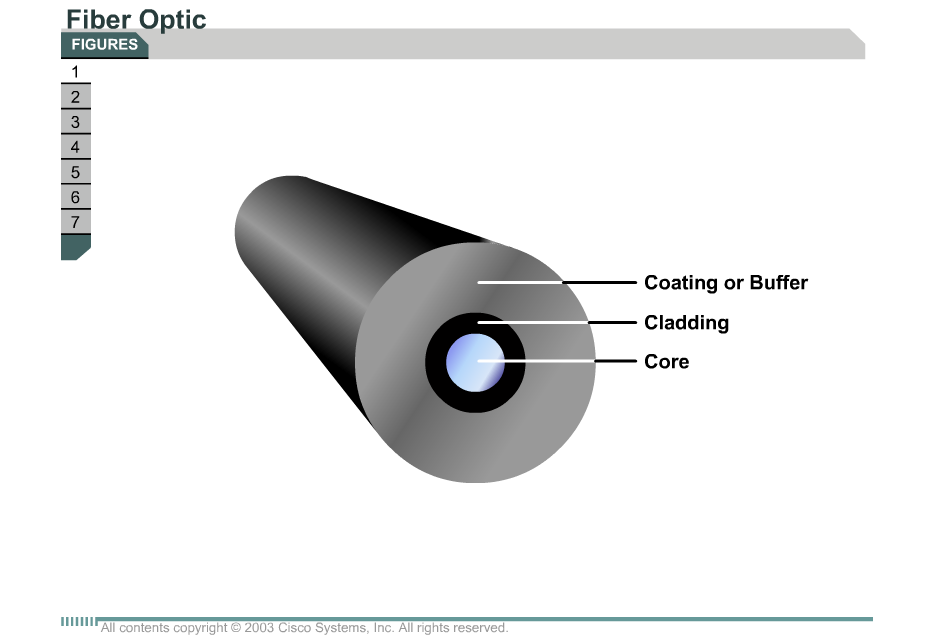 Fiber Optic
FIGURES
1
2
3
4
5
6
7
Coating or Buffer
Cladding
Core
All contents copyright © 2003 Cisco Systems, Inc. All rights reserved.